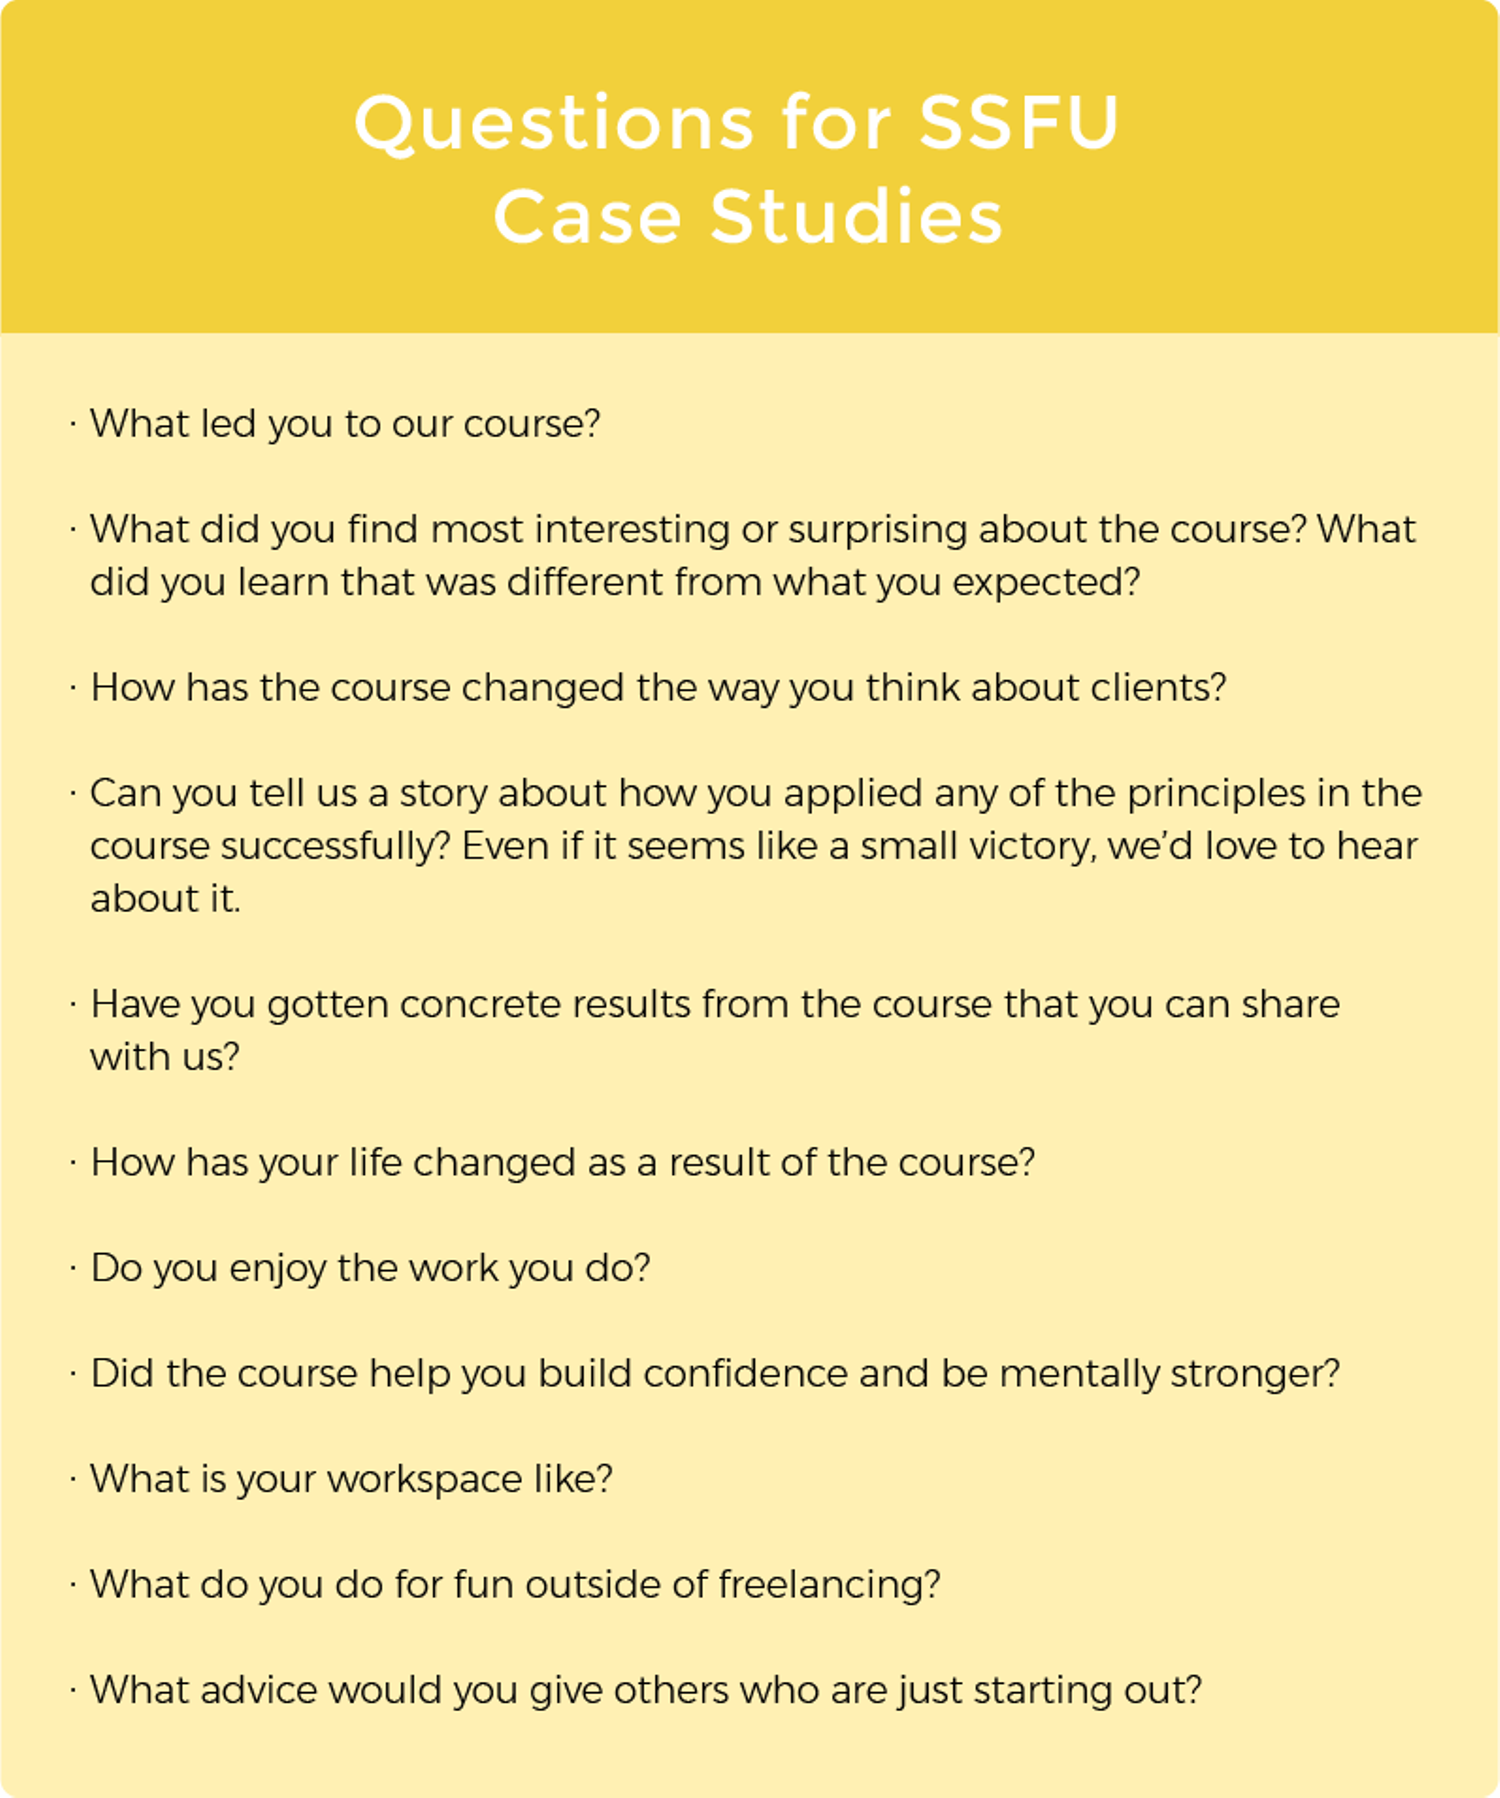 Questions for SSFU
Case Studies
· What led you to our course?
· What did you find most interesting or surprising about the course? What
did you learn that was different from what you expected?
· How has the course changed the way you think about clients?
· Can you tell us a story about how you applied any of the principles in the
course successfully? Even if it seems like a small victory, we’d love to hear
about it.
· Have you gotten concrete results from the course that you can share
with us?
· How has your life changed as a result of the course?
· Do you enjoy the work you do?
· Did the course help you build confidence and be mentally stronger?
· What is your workspace like?
· What do you do for fun outside of freelancing?
· What advice would you give others who are just starting out?